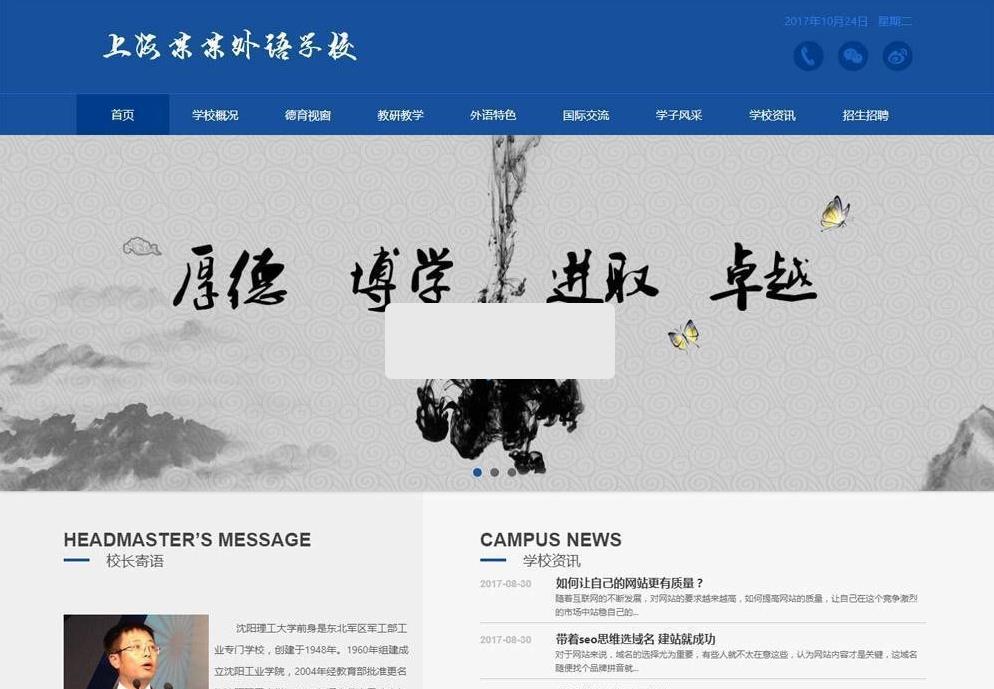 2017年10月24日 星期二
上海某某外语学校
首页 学校概况 德育视窗 教研教学 外语特色 国际交流 学子风采 学校资讯 招生招聘
厚德 博学 进取 卓越
HEADMASTER'S MESSAGE
校长寄语
沈阳理工大学前身是东北军区军工部工
业专门学校，创建于1948年。1960年组建成
立沈阳工业学院，2004年经教育部批准更名
CAMPUS NEWS
学校资讯
2017-08-30 如何让自己的网站更有质量？
随着互联网的不断发展，对网站的要求越来越高，如何提高网站的质量，让自己在这个竞争激烈
的市场中站稳自己的...
2017-08-30 带着seo思维选域名 建站就成功
对于网站来说，域名的选择尤为重要，有些人就不太在意这些，认为网站内容才是关键，这域名
随便找个品牌拼音就...